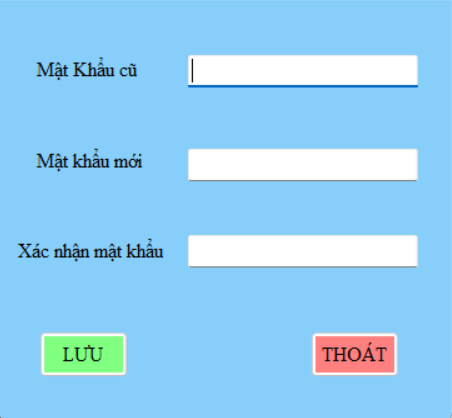 Mật Khẩu cũ
Mật khẩu mới
Xác nhận mật khẩu
LƯU
THOÁT